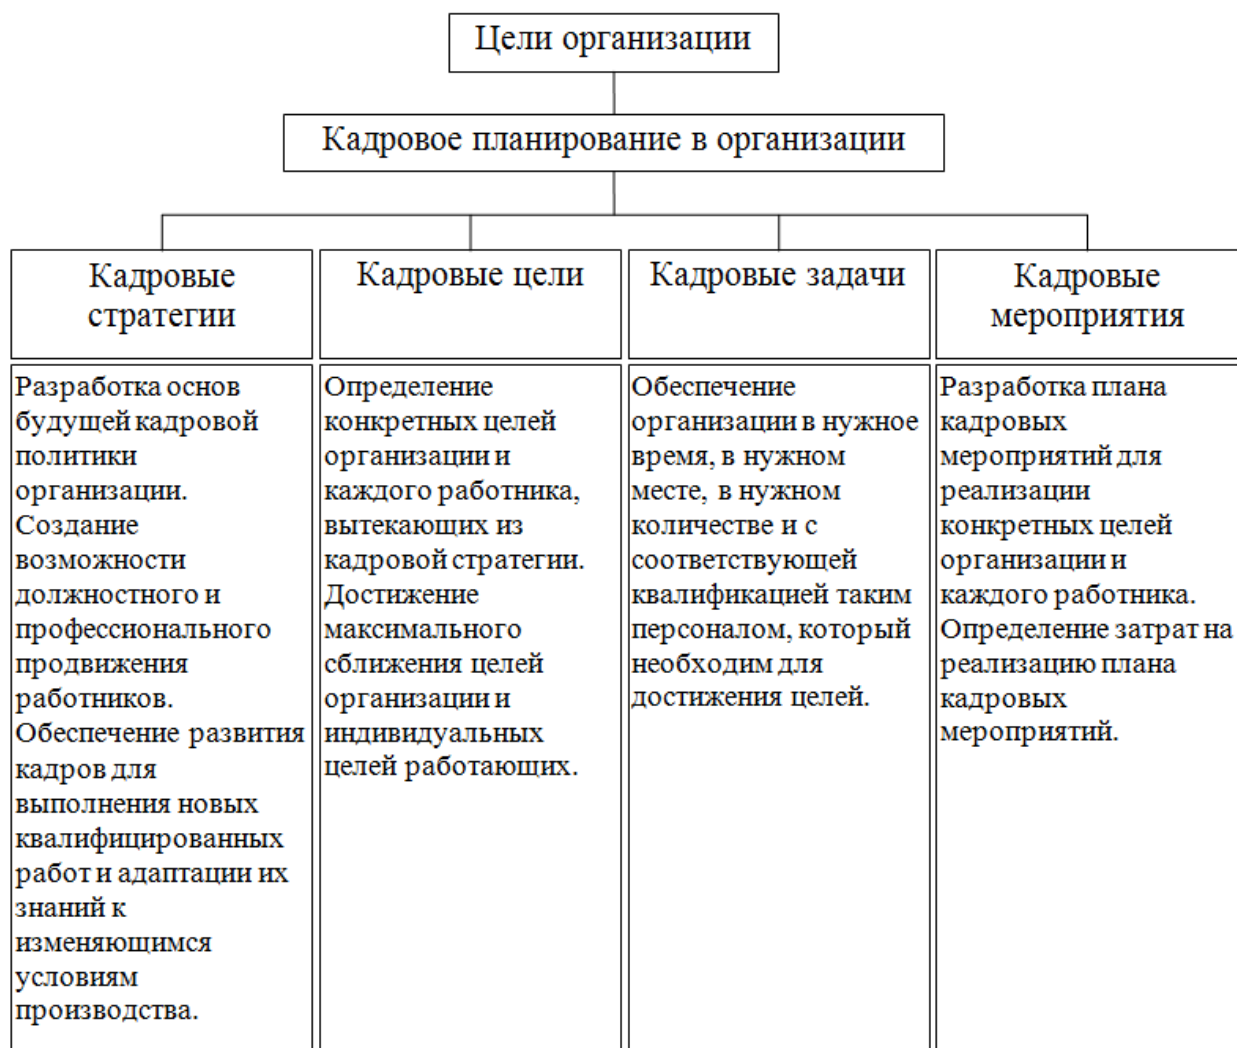 Цели организации
Кадровое планирование в организации
Кадровые
стратегии
Кадровые цели
Кадровые задачи
Кадровые
мероприятия
Разработка основ
будущей кадровой
политики
организации.
Создание
возможности
должностного и
профессионального
продвижения
работников.
Обеспечение развития
кадров для
выполнения новых
квалифицированных
работ и адаптации их
знаний к
изменяющимся
условиям
производства.
Определение
конкретных целей
организации и
каждого работника,
вытекающих из
кадровой стратегии.
Достижение
максимального
сближения целей
организации и
индивидуальных
целей работающих.
Обеспечение
организации в нужное
время, в нужном
месте, в нужном
количестве и с
соответствующей
квалификацией таким
персоналом, который
необходим для
достижения целей.
Разработка плана
кадровых
мероприятий для
реализации
конкретных целей
организации и
каждого работника.
Определение затрат на
реализацию плана
кадровых
мероприятий.